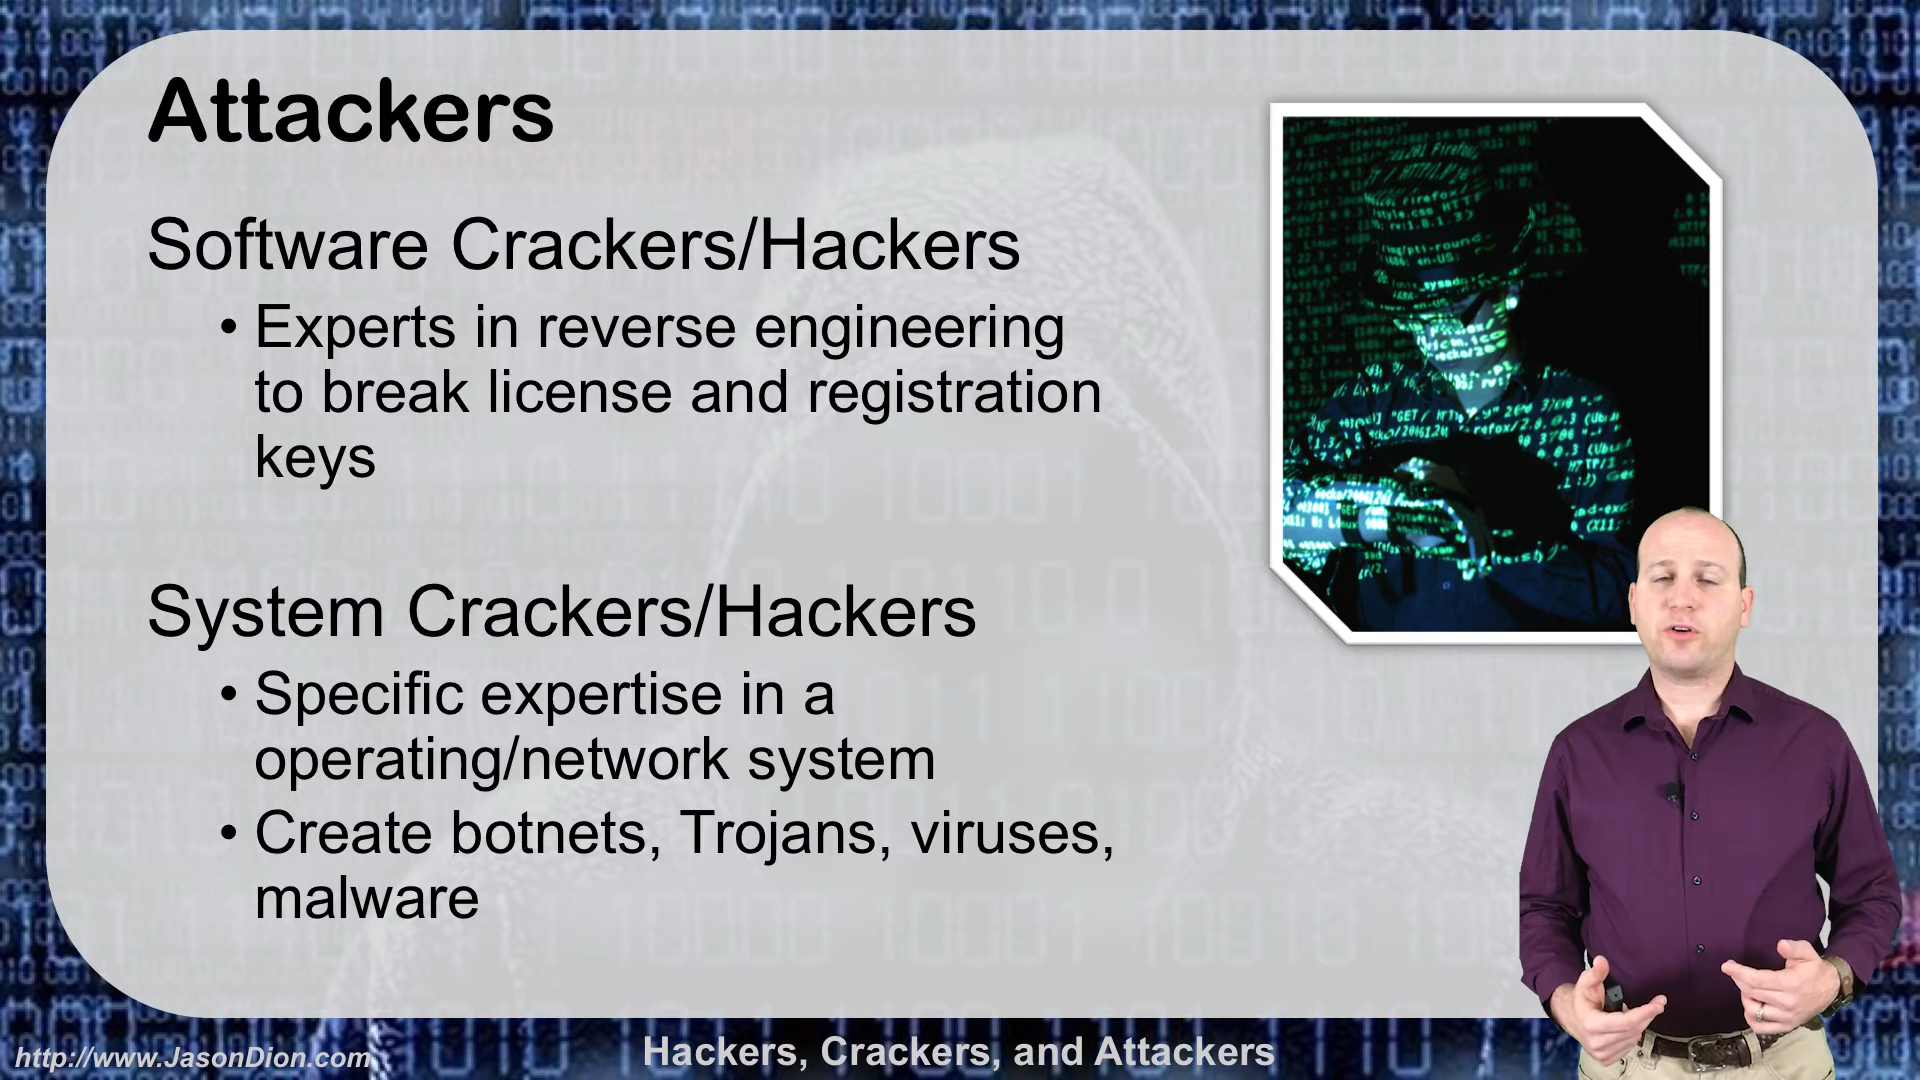 Attackers
Software Crackers/Hackers
• Experts in reverse engineering
to break license and registration
keys
System Crackers/Hackers
• Specific expertise in a
operating/network system
• Create botnets, Trojans, viruses,
malware
http://www.JasonDion.com
Hackers, Crackers, and Attackers